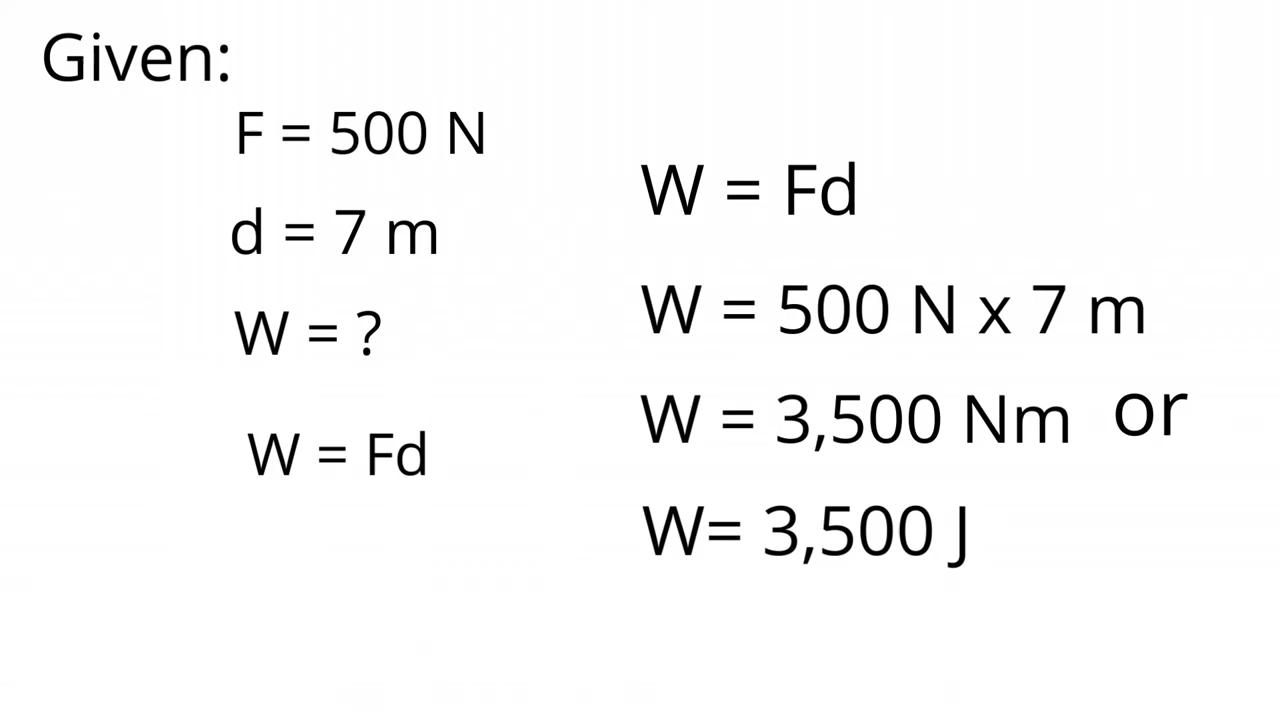 Given:
F = 500 N
d = 7 m
W = ?
W = Fd
W = Fd
W = 500 N x 7 m
W = 3,500 Nm or
W= 3,500 J